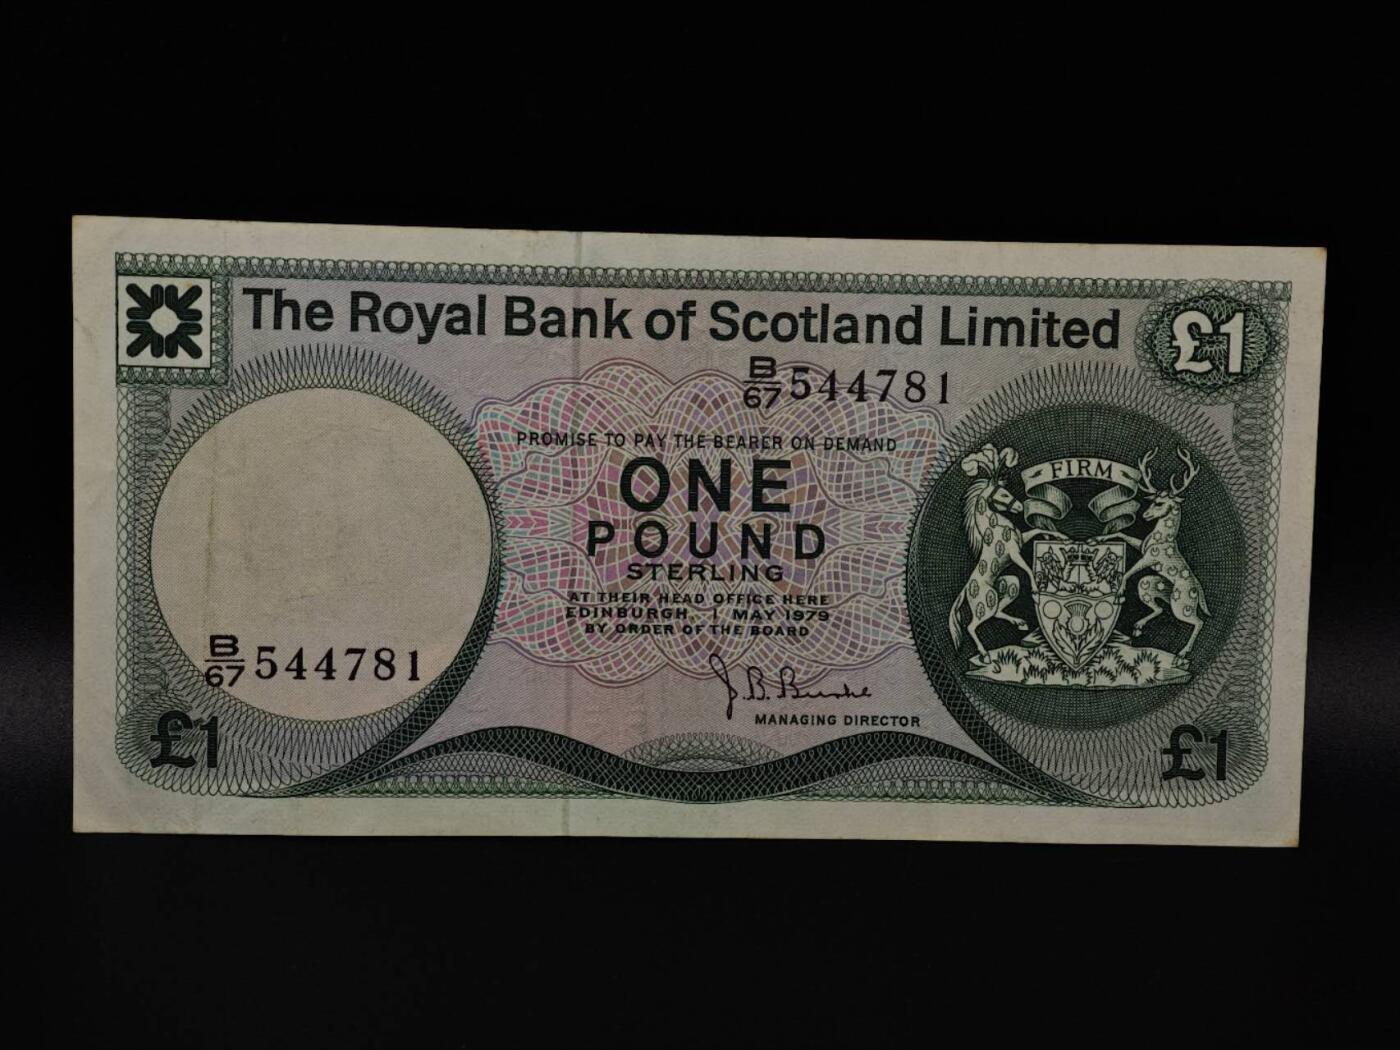 The Royal Bank of Scotland Limited
£1
B/67 544781
PROMISE TO PAY THE BEARER ON DEMAND
ONE
POUND
STERLING
AT THEIR HEAD OFFICE HERE
EDINBURGH, 1 MAY 1979
BY ORDER OF THE BOARD
J. B. Burke
MANAGING DIRECTOR
FIRM
B/67 544781
£1
£1